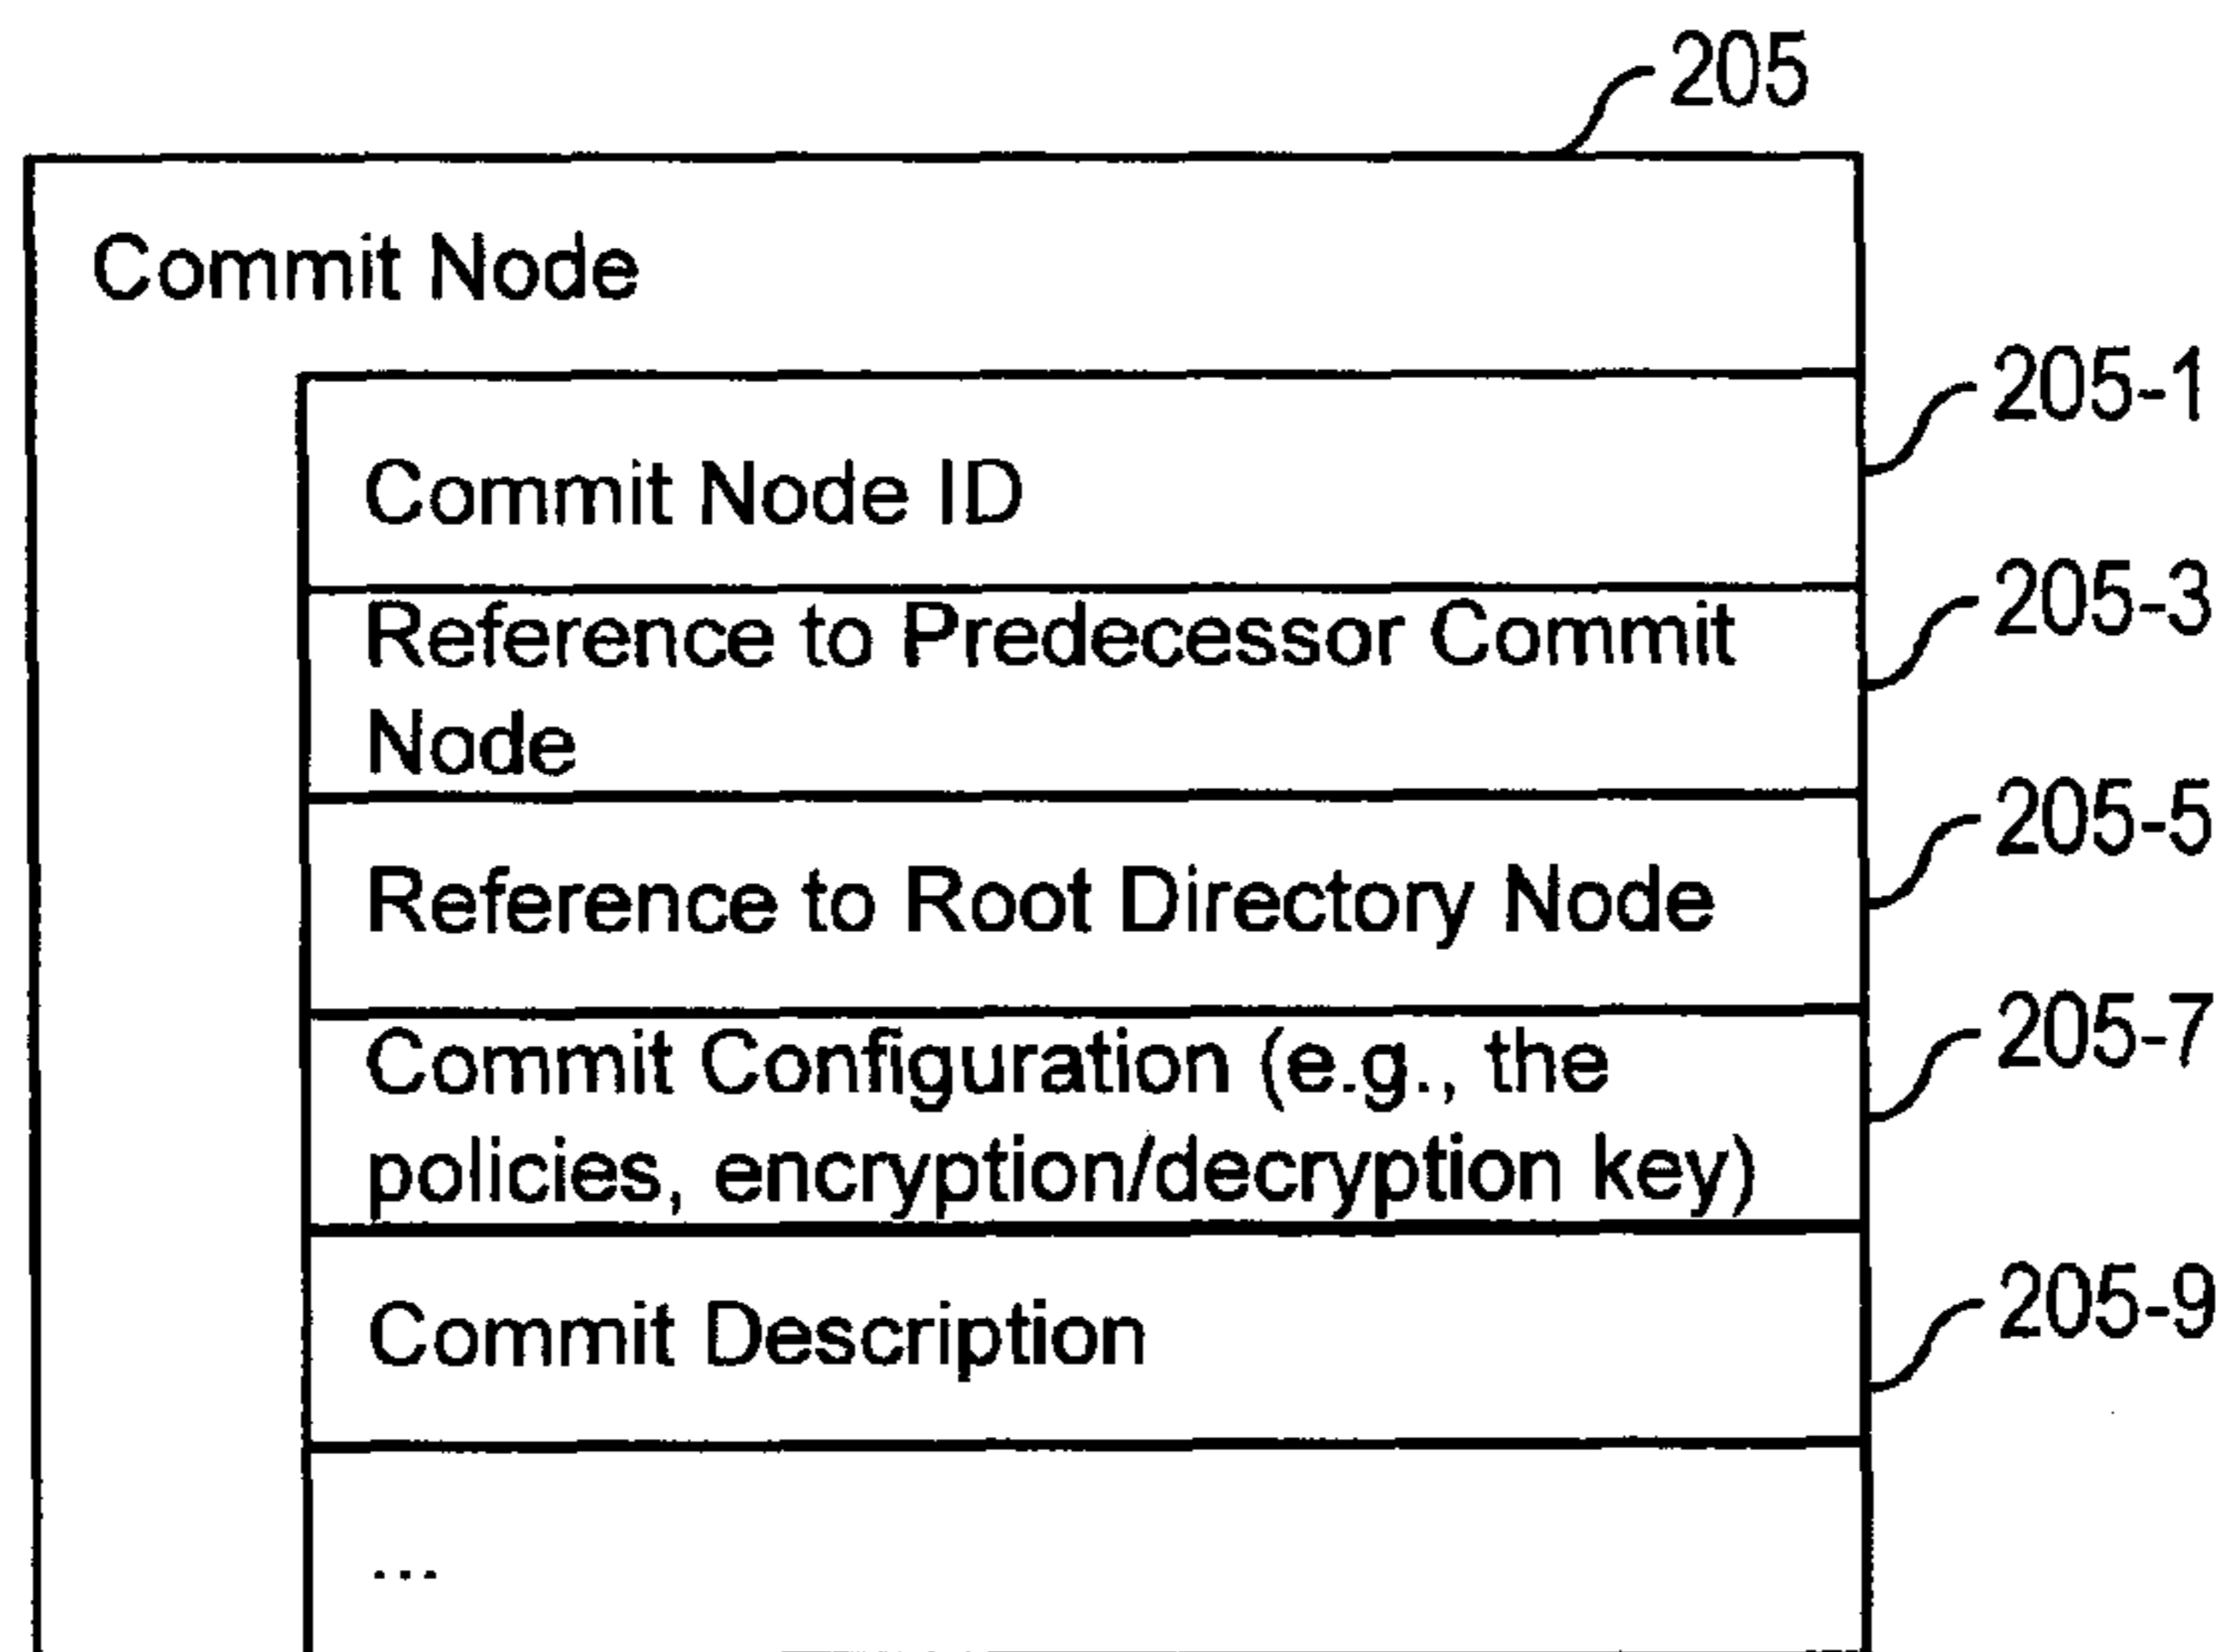 205
Commit Node
205-1
Commit Node ID
205-3
Reference to Predecessor Commit
Node
205-5
Reference to Root Directory Node
205-7
Commit Configuration (e.g., the
policies, encryption/decryption key)
205-9
Commit Description
...